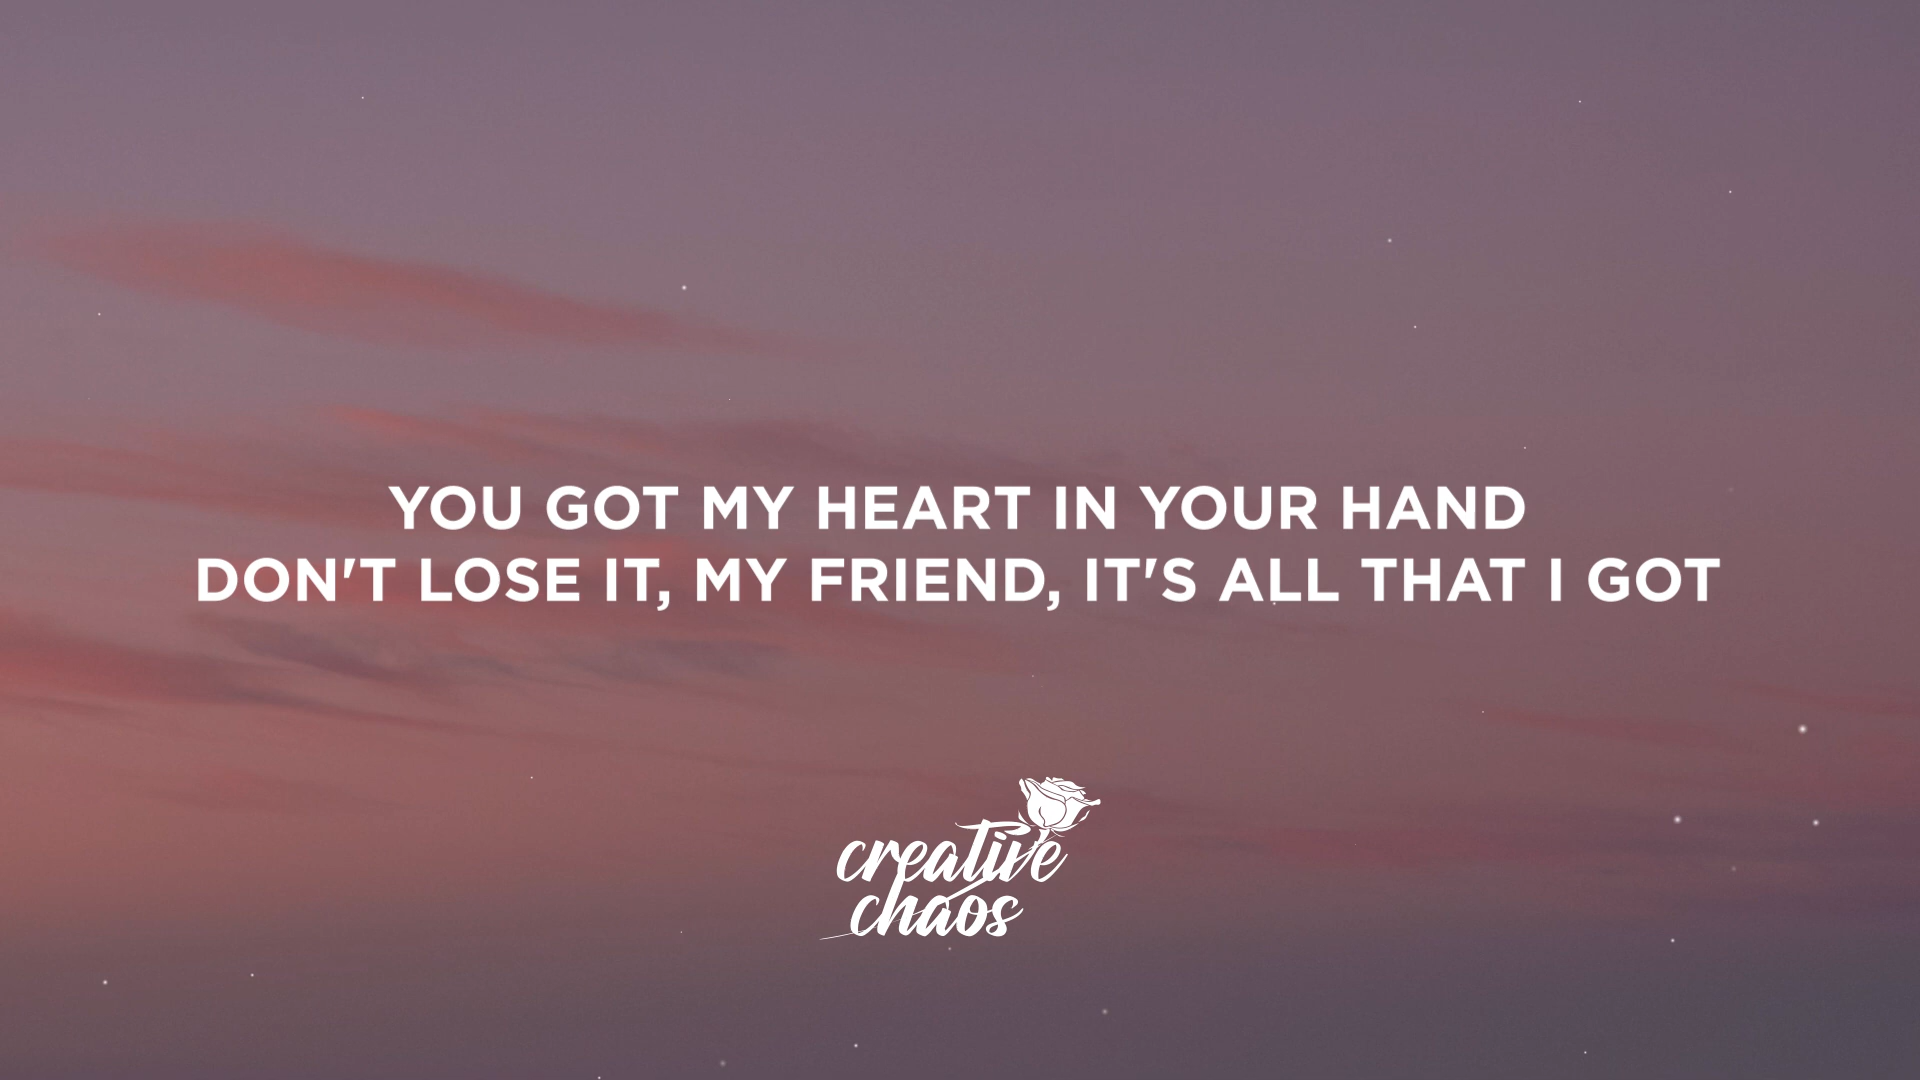 YOU GOT MY HEART IN YOUR HAND
DON'T LOSE IT, MY FRIEND, IT'S ALL THAT I GOT
creative
chaos